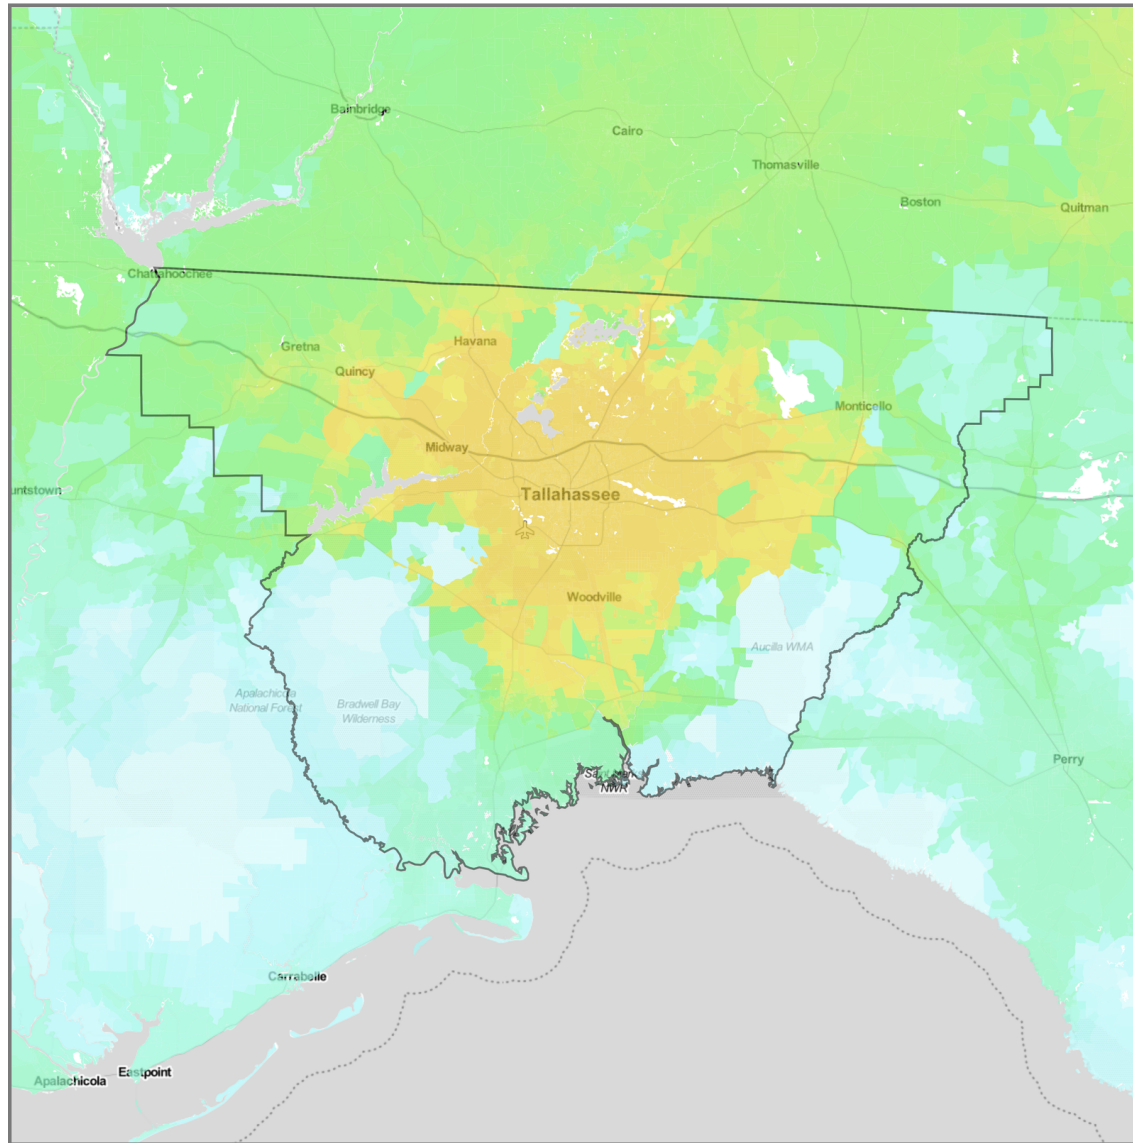 Bainbridge
Cairo
Thomasville
Boston
Quitman
Chattahoochee
Gretna
Havana
Quincy
Monticello
Midway
untstown
Tallahassee
Woodville
Aucilla WMA
Apalachicola
National Forest
Bradwell Bay
Wilderness
Perry
NWR
Carrabelle
Eastpoint
Apalachicola